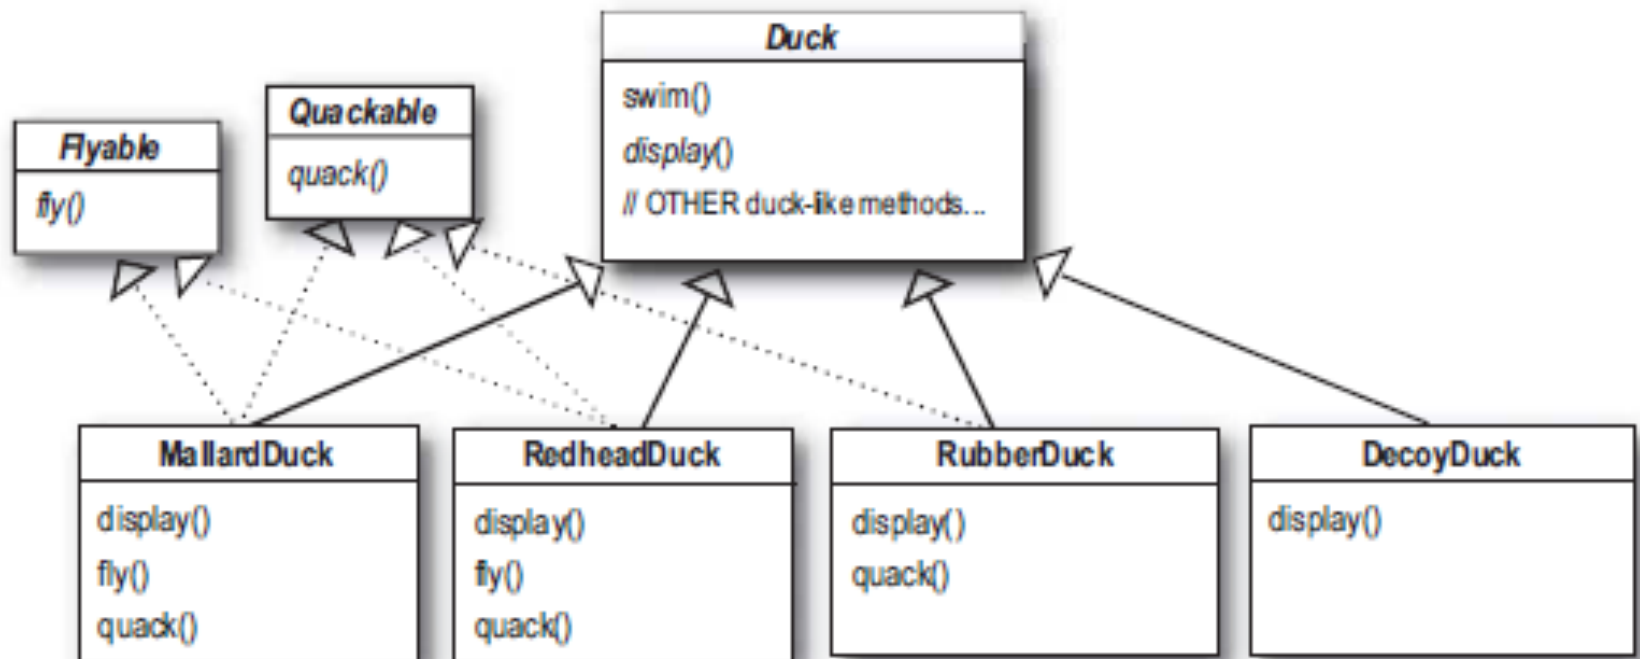 Duck
swim()
display()
// OTHER duck-like methods...
Quackable
quack()
Flyable
fly()
MallardDuck
display()
fly()
quack()
RedheadDuck
display()
fly()
quack()
RubberDuck
display()
quack()
DecoyDuck
display()